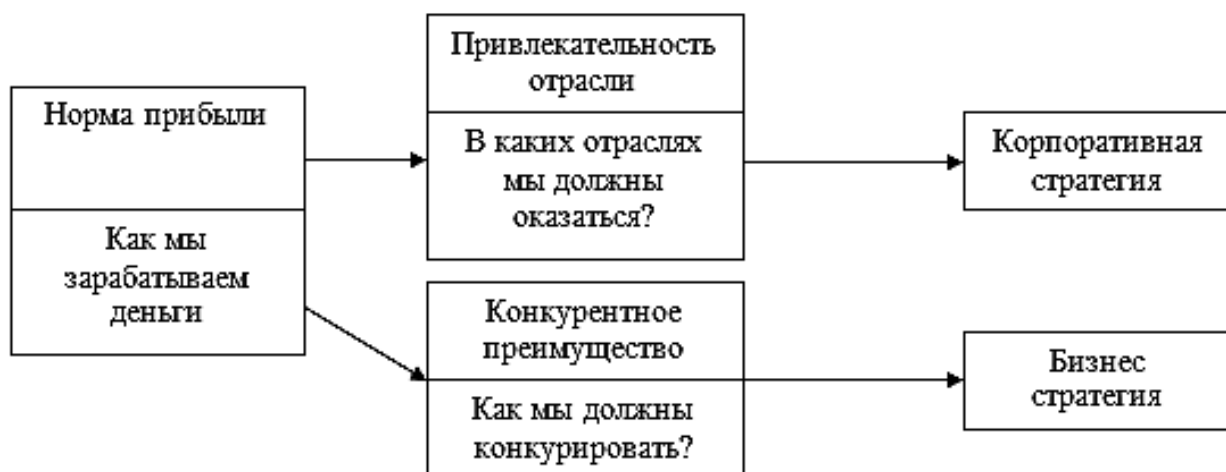 Норма прибыли
Как мы
зарабатываем
деньги
Привлекательность
отрасли
В каких отраслях
мы должны
оказаться?
Корпоративная
стратегия
Конкурентное
преимущество
Как мы должны
конкурировать?
Бизнес
стратегия